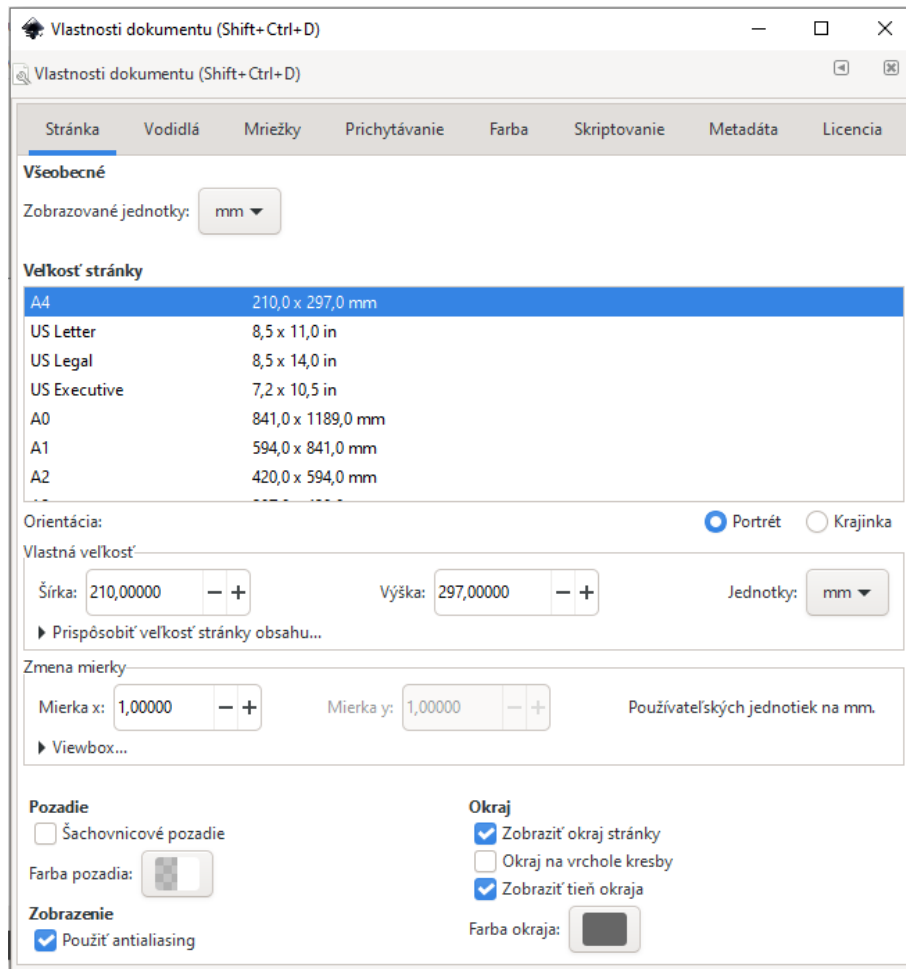 Vlastnosti dokumentu (Shift+Ctrl+D)
Vlastnosti dokumentu (Shift+Ctrl+D)
Stránka Vodidlá Mriežky Prichytávanie Farba Skriptovanie Metadáta Licencia
Všeobecné
Zobrazované jednotky: mm
Veľkosť stránky
A4 210,0 x 297,0 mm
US Letter 8,5 x 11,0 in
US Legal 8,5 x 14,0 in
US Executive 7,2 x 10,5 in
A0 841,0 x 1189,0 mm
A1 594,0 x 841,0 mm
A2 420,0 x 594,0 mm
Orientácia: Portrét Krajinka
Vlastná veľkosť
Šírka: 210,00000 Výška: 297,00000 Jednotky: mm
Prispôsobiť veľkosť stránky obsahu...
Zmena mierky
Mierka x: 1,00000 Mierka y: 1,00000 Používateľských jednotiek na mm.
Viewbox...
Pozadie
Šachovnicové pozadie
Farba pozadia:
Zobrazenie
Použiť antialiasing
Okraj
Zobraziť okraj stránky
Okraj na vrchole kresby
Zobraziť tieň okraja
Farba okraja: